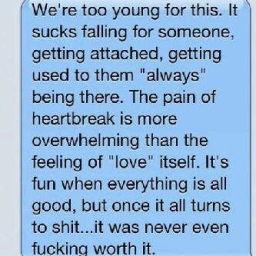 We're too young for this. It
sucks falling for someone,
getting attached, getting
used to them "always"
being there. The pain of
heartbreak is more
overwhelming than the
feeling of "love" itself. It's
fun when everything is all
good, but once it all turns
to shit...it was never even
fucking worth it.